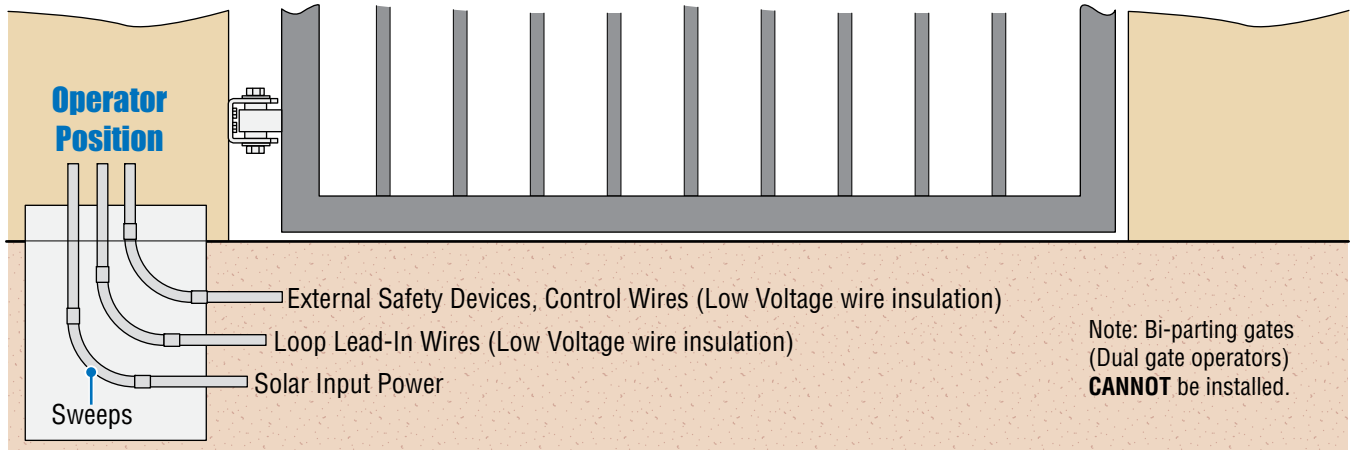 Operator
Position
External Safety Devices, Control Wires (Low Voltage wire insulation)
Loop Lead-In Wires (Low Voltage wire insulation)
Solar Input Power
Sweeps
Note: Bi-parting gates
(Dual gate operators)
CANNOT be installed.